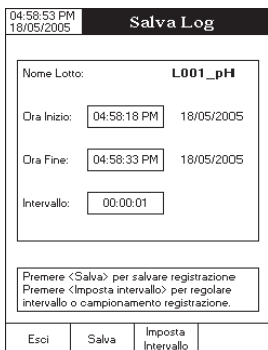 04:58:53 PM
18/05/2005
Salva Log
Nome Lotto: L001_pH
Ora Inizio: 04:58:18 PM 18/05/2005
Ora Fine: 04:58:33 PM 18/05/2005
Intervallo: 00:00:01
Premere <Salva> per salvare registrazione
Premere <Imposta intervallo> per regolare
intervallo o campionamento registrazione.
Esci Salva Imposta
Intervallo